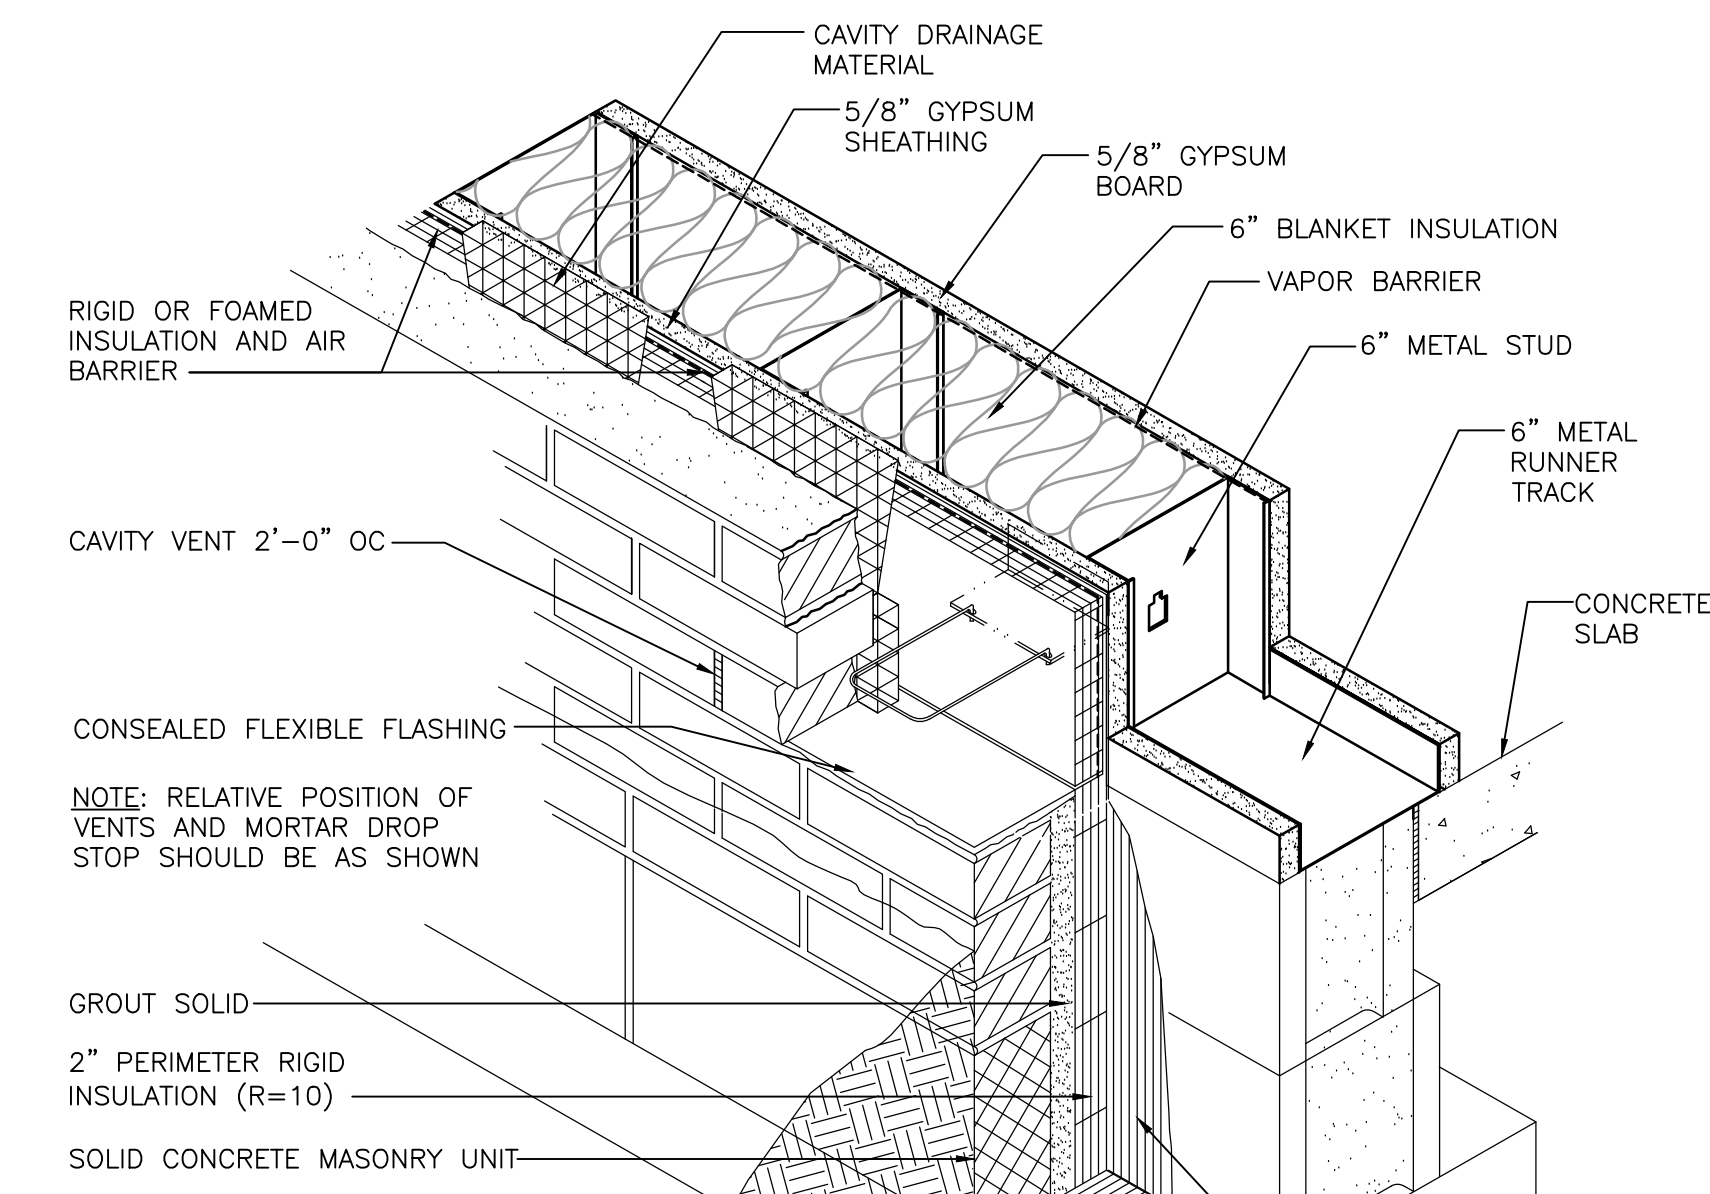 CAVITY DRAINAGE
MATERIAL
5/8" GYPSUM
SHEATHING
5/8" GYPSUM
BOARD
6" BLANKET INSULATION
VAPOR BARRIER
6" METAL STUD
6" METAL
RUNNER
TRACK
CONCRETE
SLAB
RIGID OR FOAMED
INSULATION AND AIR
BARRIER
CAVITY VENT 2'-0" OC
CONSEALED FLEXIBLE FLASHING
NOTE: RELATIVE POSITION OF
VENTS AND MORTAR DROP
STOP SHOULD BE AS SHOWN
GROUT SOLID
2" PERIMETER RIGID
INSULATION (R=10)
SOLID CONCRETE MASONRY UNIT